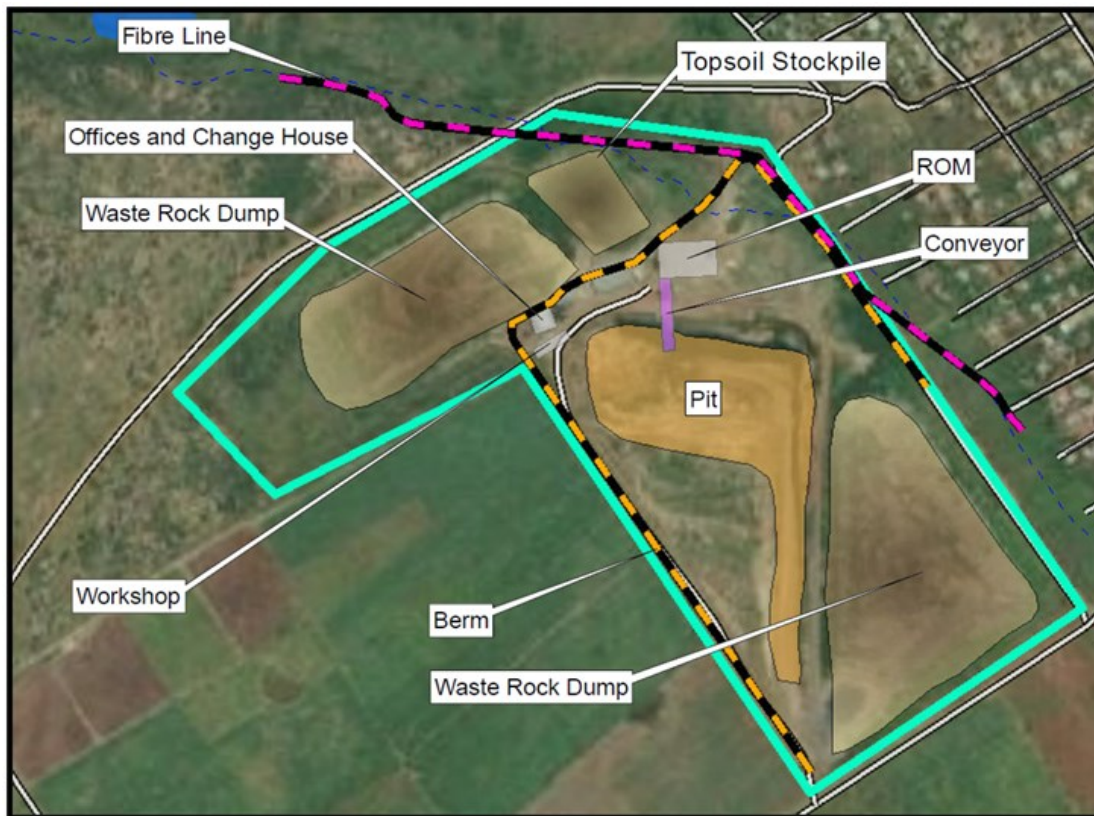 Fibre Line
Topsoil Stockpile
Offices and Change House
ROM
Waste Rock Dump
Conveyor
Pit
Workshop
Berm
Waste Rock Dump